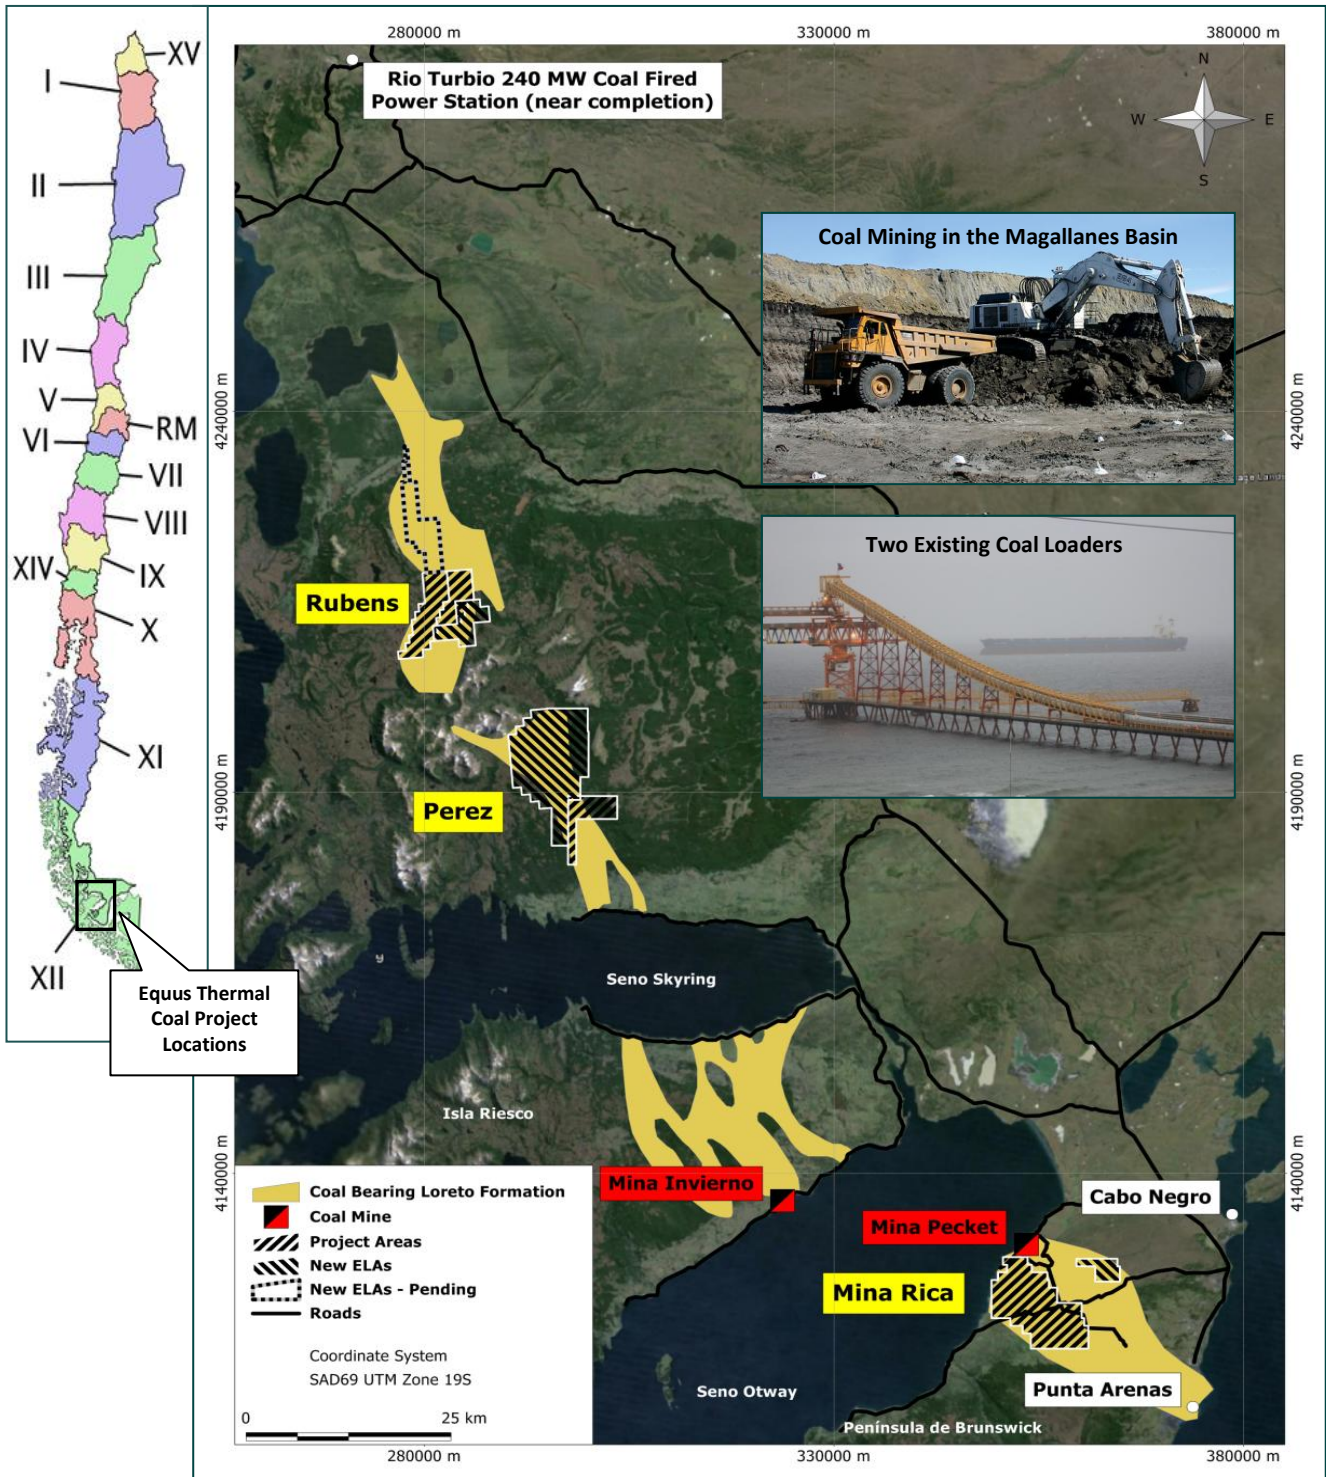 XV
I
II
III
IV
V
RM
VI
VII
VIII
IX
XIV
X
XI
XII
Equus Thermal
Coal Project
Locations
280000 m
330000 m
380000 m
Rio Turbio 240 MW Coal Fired
Power Station (near completion)
N
W
E
S
Coal Mining in the Magallanes Basin
4240000 m
4240000 m
Two Existing Coal Loaders
Rubens
Perez
4190000 m
4190000 m
Seno Skyring
Isla Riesco
4140000 m
4140000 m
Mina Invierno
Mina Pecket
Cabo Negro
Mina Rica
Punta Arenas
Seno Otway
Península de Brunswick
Coal Bearing Loreto Formation
Coal Mine
Project Areas
New ELAs
New ELAs - Pending
Roads
Coordinate System
SAD69 UTM Zone 19S
0
25 km
280000 m
330000 m
380000 m